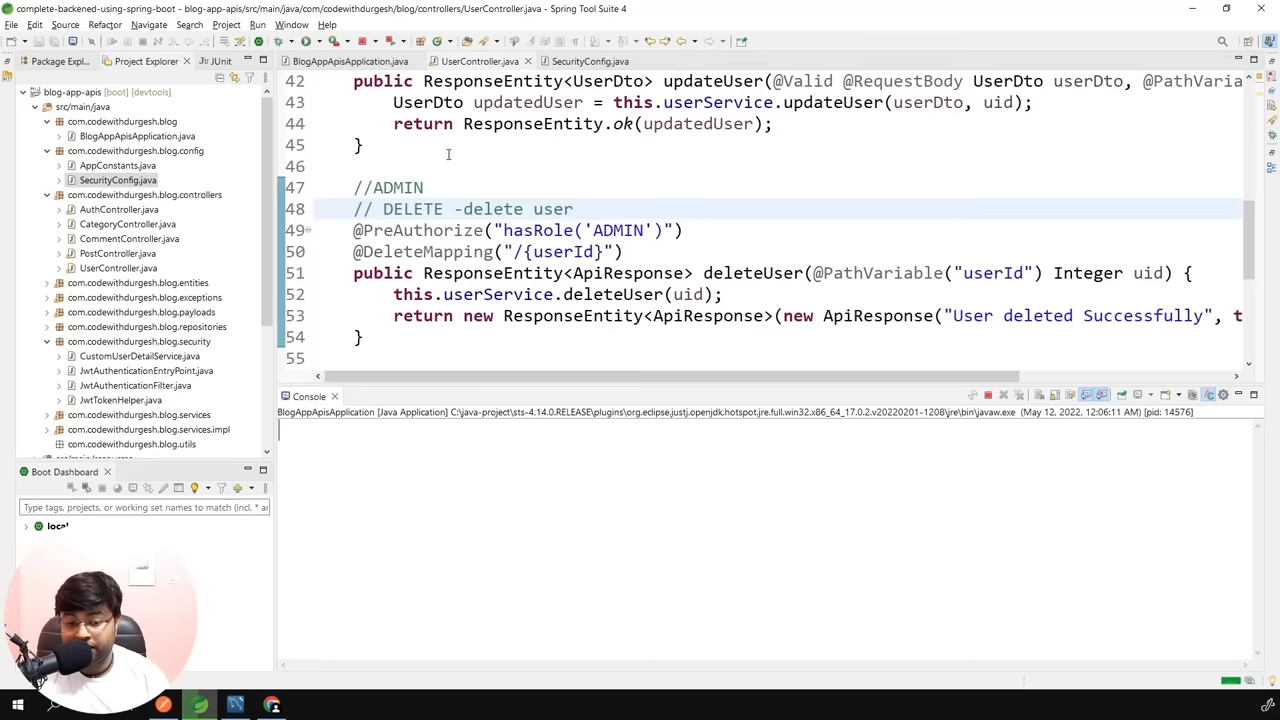 complete-backened-using-spring-boot - blog-app-apis/src/main/java/com/codewithdurgesh/blog/controllers/UserController.java - Spring Tool Suite 4
File Edit Source Refactor Navigate Search Project Run Window Help
Package Expl... Project Explorer JUnit
BlogAppApisApplication.java UserController.java SecurityConfig.java
blog-app-apis [boot] [devtools]
src/main/java
com.codewithdurgesh.blog
BlogAppApisApplication.java
com.codewithdurgesh.blog.config
AppConstants.java
SecurityConfig.java
com.codewithdurgesh.blog.controllers
AuthController.java
CategoryController.java
CommentController.java
PostController.java
UserController.java
com.codewithdurgesh.blog.entities
com.codewithdurgesh.blog.exceptions
com.codewithdurgesh.blog.payloads
com.codewithdurgesh.blog.repositories
com.codewithdurgesh.blog.security
CustomUserDetailService.java
JwtAuthenticationEntryPoint.java
JwtAuthenticationFilter.java
JwtTokenHelper.java
com.codewithdurgesh.blog.services
com.codewithdurgesh.blog.services.impl
com.codewithdurgesh.blog.utils
42 public ResponseEntity<UserDto> updateUser(@Valid @RequestBody UserDto userDto, @PathVaria
43 UserDto updatedUser = this.userService.updateUser(userDto, uid);
44 return ResponseEntity.ok(updatedUser);
45 }
46
47 //ADMIN
48 // DELETE -delete user
49 @PreAuthorize("hasRole('ADMIN')")
50 @DeleteMapping("/{userId}")
51 public ResponseEntity<ApiResponse> deleteUser(@PathVariable("userId") Integer uid) {
52 this.userService.deleteUser(uid);
53 return new ResponseEntity<ApiResponse>(new ApiResponse("User deleted Successfully", t
54 }
55
Console
BlogAppApisApplication [Java Application] C:\java-project\sts-4.14.0.RELEASE\plugins\org.eclipse.justj.openjdk.hotspot.jre.full.win32.x86_64_17.0.2.v20220201-1208\jre\bin\javaw.exe (May 12, 2022, 12:06:11 AM) [pid: 14576]
Boot Dashboard
Type tags, projects, or working set names to match (incl. * ar
local